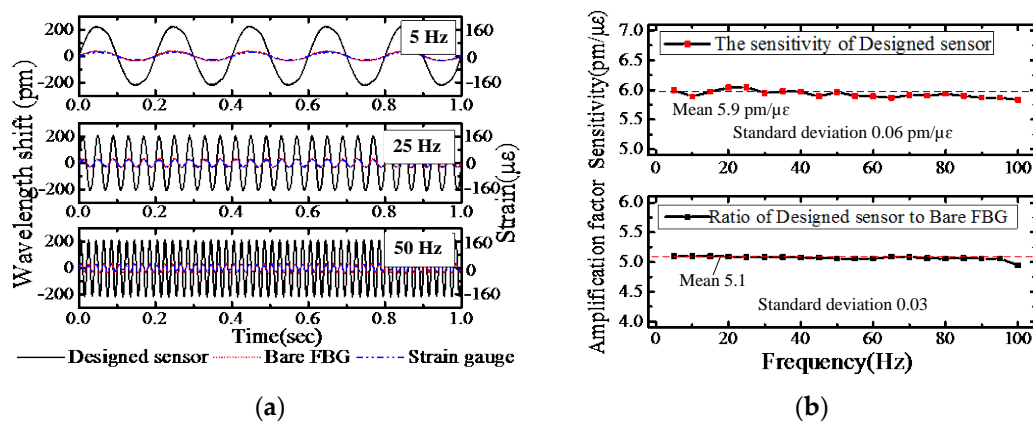 5 Hz
200
0
-200
160
0
-160
0.0 0.2 0.4 0.6 0.8 1.0
25 Hz
200
0
-200
160
0
-160
0.0 0.2 0.4 0.6 0.8 1.0
50 Hz
200
0
-200
160
0
-160
0.0 0.2 0.4 0.6 0.8 1.0
Wavelength shift (pm)
Strain(με)
Time(sec)
Designed sensor Bare FBG Strain gauge
(a)
7.0
6.5
6.0
5.5
5.0
The sensitivity of Designed sensor
Mean 5.9 pm/με
Standard deviation 0.06 pm/με
Sensitivity(pm/με)
6.0
5.5
5.0
4.5
4.0
Ratio of Designed sensor to Bare FBG
Mean 5.1
Standard deviation 0.03
Amplification factor
0 20 40 60 80 100
Frequency(Hz)
(b)